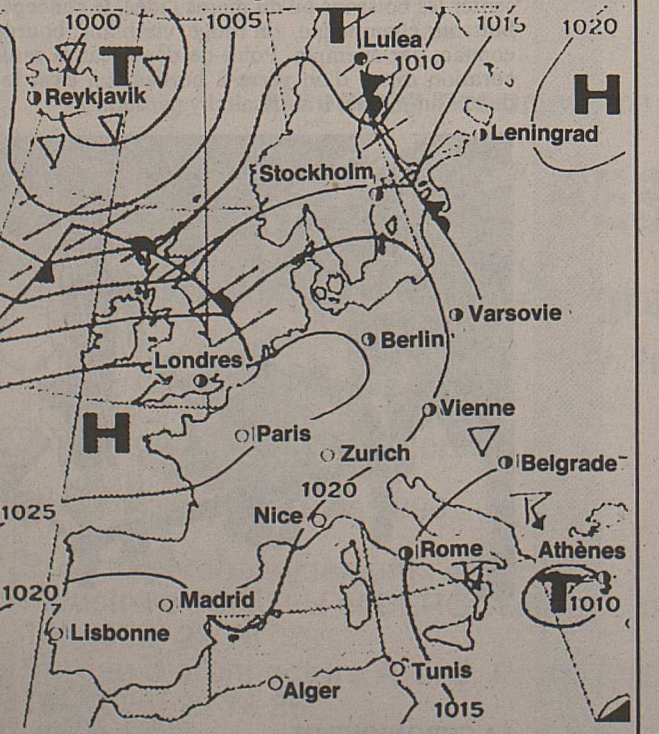 1000
1005
1015
1020
T
Lulea
1010
T
H
Reykjavik
Leningrad
Stockholm
Varsovie
Berlin
Londres
Vienne
H
Paris
Zurich
Belgrade
1020
1025
Nice
Rome
Athènes
1020
T
1010
Madrid
Lisbonne
Tunis
Alger
1015